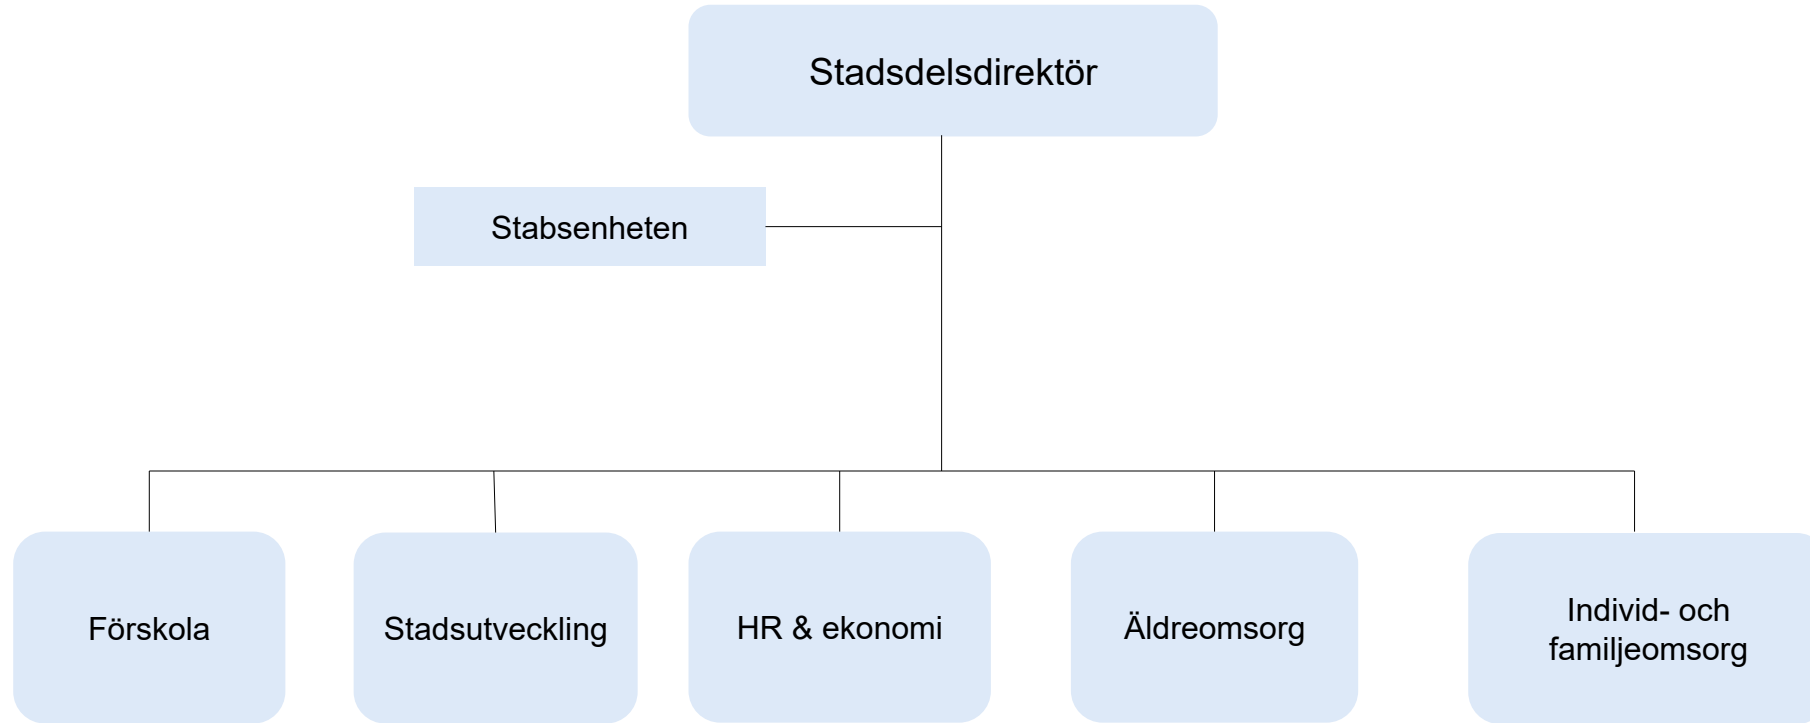 Stadsdelsdirektör
Stabsenheten
Förskola
Stadsutveckling
HR & ekonomi
Äldreomsorg
Individ- och
familjeomsorg